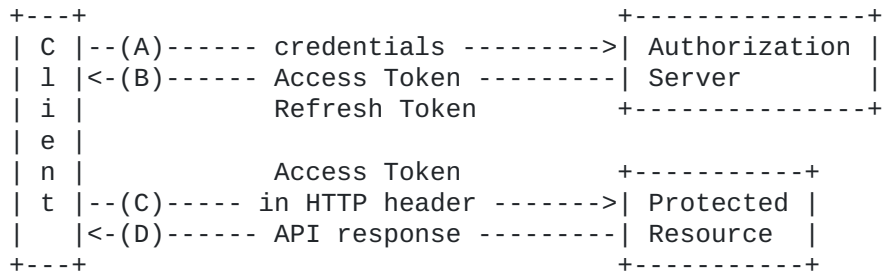 +---+                                  +---------------+
| C |--(A)------ credentials --------->| Authorization |
| l |<-(B)------ Access Token ---------| Server        |
| i |            Refresh Token         +---------------+
| e |
| n |            Access Token          +-----------+
| t |--(C)----- in HTTP header ------->| Protected |
|   |<-(D)------ API response ---------| Resource  |
+---+                                  +-----------+